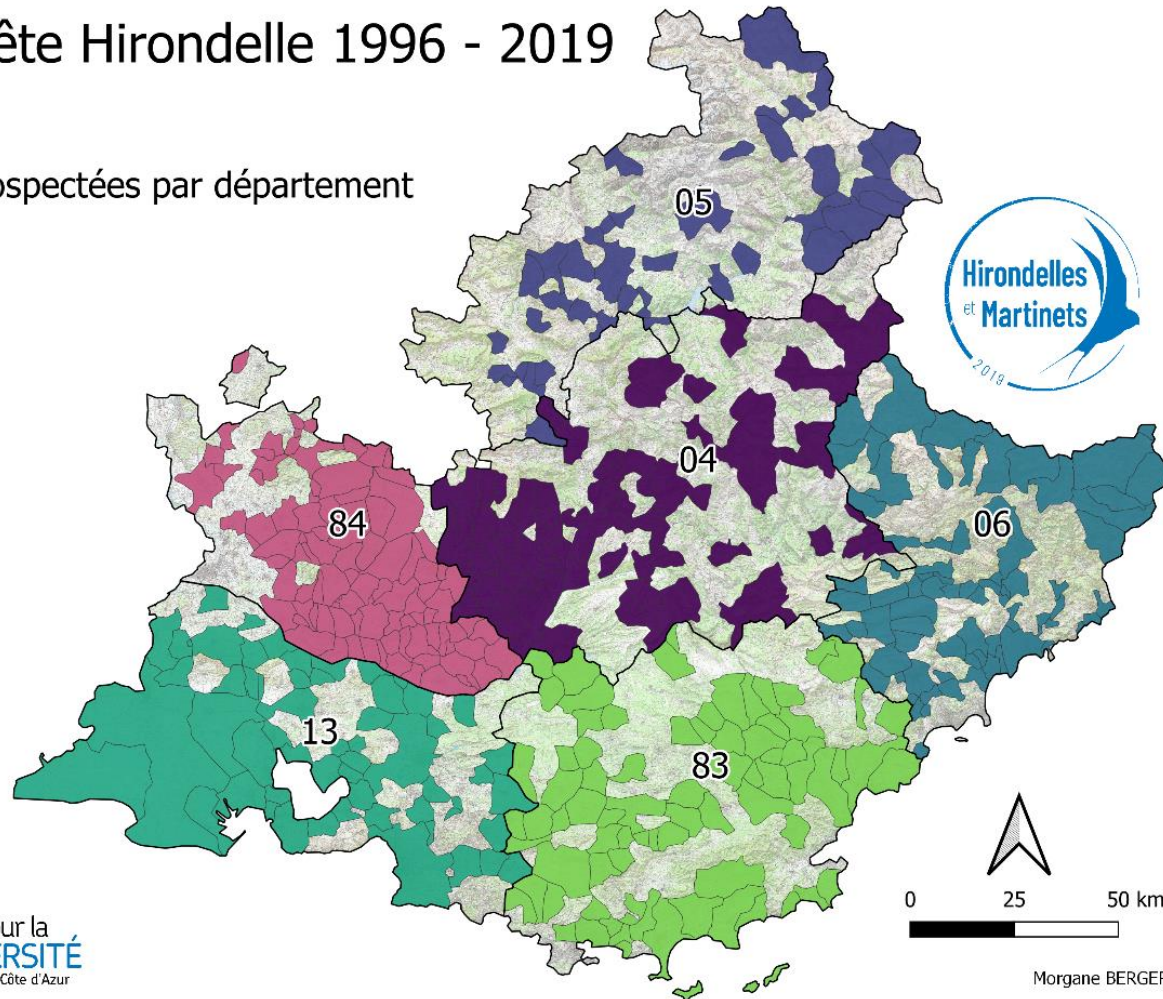 ête Hirondelle 1996 - 2019
ospectées par département
05
Hirondelles
et Martinets
2019
04
84
06
13
83
0 25 50 km
ur la
ERSITÉ
Côte d'Azur
Morgane BERGER